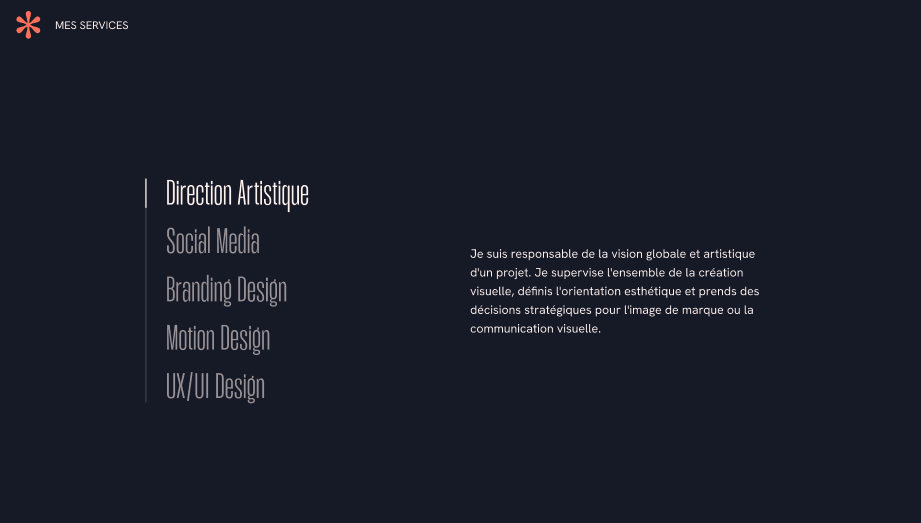 MES SERVICES
Direction Artistique
Social Media
Branding Design
Motion Design
UX/UI Design
Je suis responsable de la vision globale et artistique
d'un projet. Je supervise l'ensemble de la création
visuelle, définis l'orientation esthétique et prends des
décisions stratégiques pour l'image de marque ou la
communication visuelle.